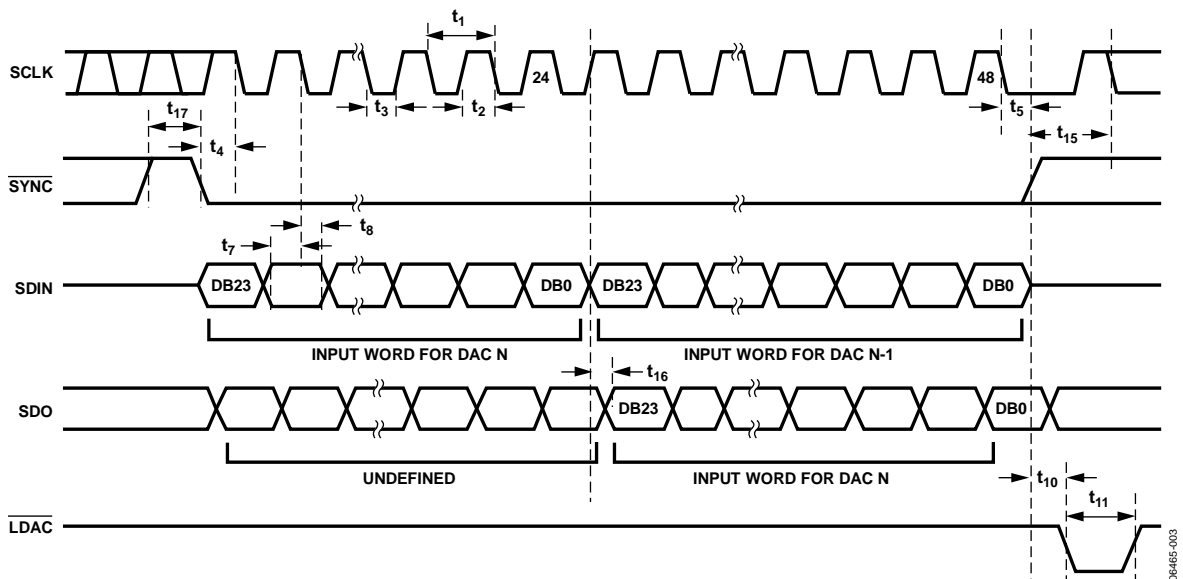 t1
SCLK
24
48
t3
t2
t5
t17
t15
t4
SYNC
t8
t7
SDIN
DB23
DB0
DB23
DB0
INPUT WORD FOR DAC N
INPUT WORD FOR DAC N-1
t16
SDO
DB23
DB0
UNDEFINED
INPUT WORD FOR DAC N
t10
t11
LDAC
06465-003